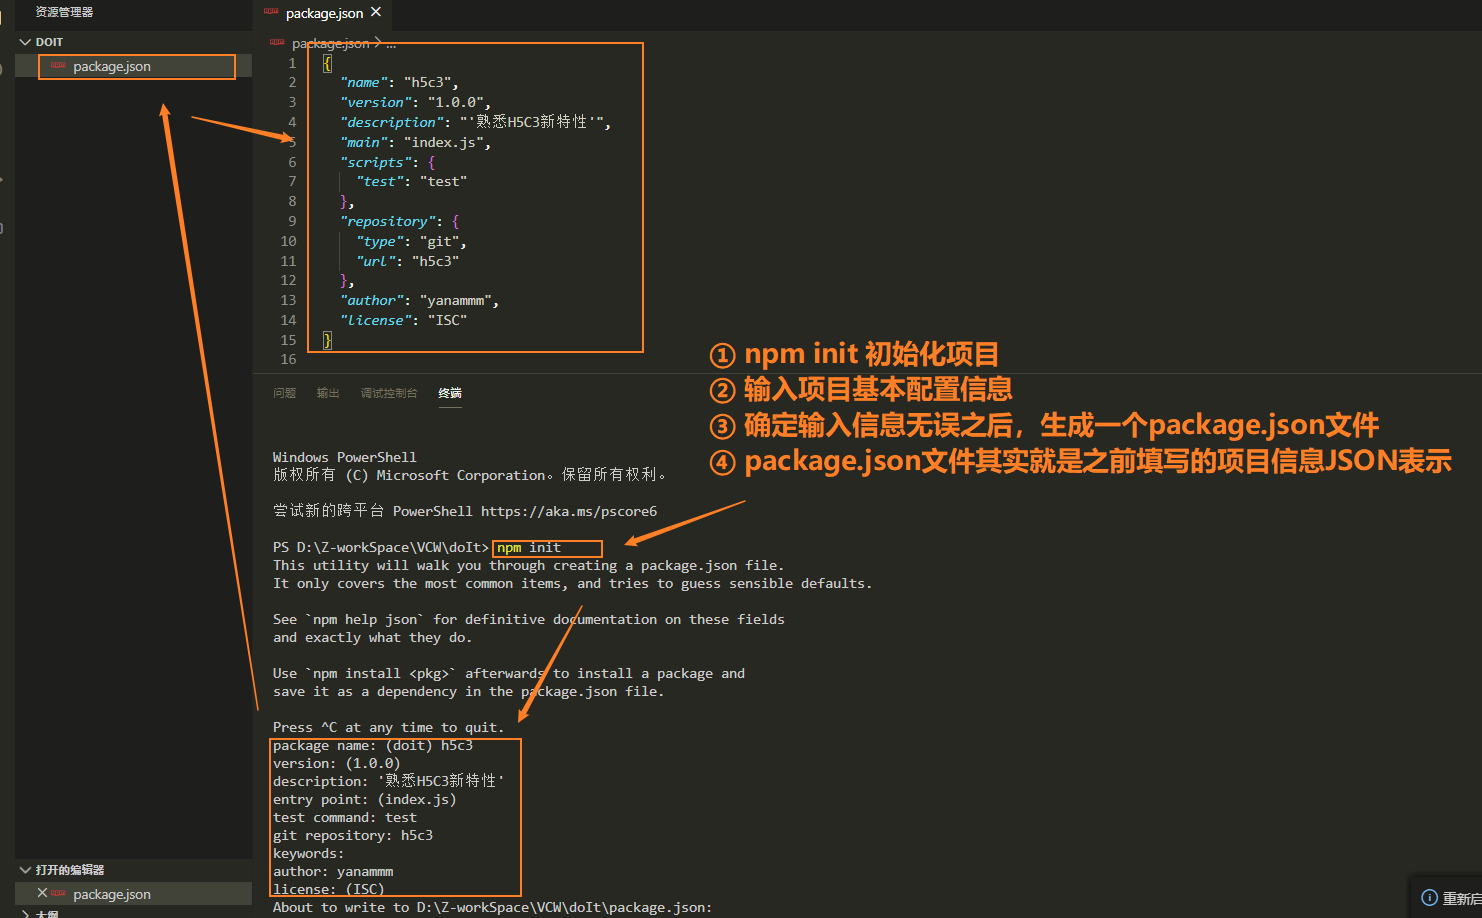 资源管理器
package.json
DOIT
package.json
package.json > ...
1 {
2 "name": "h5c3",
3 "version": "1.0.0",
4 "description": "'熟悉H5C3新特性'",
5 "main": "index.js",
6 "scripts": {
7 "test": "test"
8 },
9 "repository": {
10 "type": "git",
11 "url": "h5c3"
12 },
13 "author": "yanammm",
14 "license": "ISC"
15 }
16
① npm init 初始化项目
② 输入项目基本配置信息
③ 确定输入信息无误之后，生成一个package.json文件
④ package.json文件其实就是之前填写的项目信息JSON表示
问题 输出 调试控制台 终端
Windows PowerShell
版权所有 (C) Microsoft Corporation。保留所有权利。
尝试新的跨平台 PowerShell https://aka.ms/pscore6
PS D:\Z-workSpace\VCW\doIt> npm init
This utility will walk you through creating a package.json file.
It only covers the most common items, and tries to guess sensible defaults.
See `npm help json` for definitive documentation on these fields
and exactly what they do.
Use `npm install <pkg>` afterwards to install a package and
save it as a dependency in the package.json file.
Press ^C at any time to quit.
package name: (doit) h5c3
version: (1.0.0)
description: '熟悉H5C3新特性'
entry point: (index.js)
test command: test
git repository: h5c3
keywords:
author: yanammm
license: (ISC)
About to write to D:\Z-workSpace\VCW\doIt\package.json:
打开的编辑器
package.json
大纲
重新启